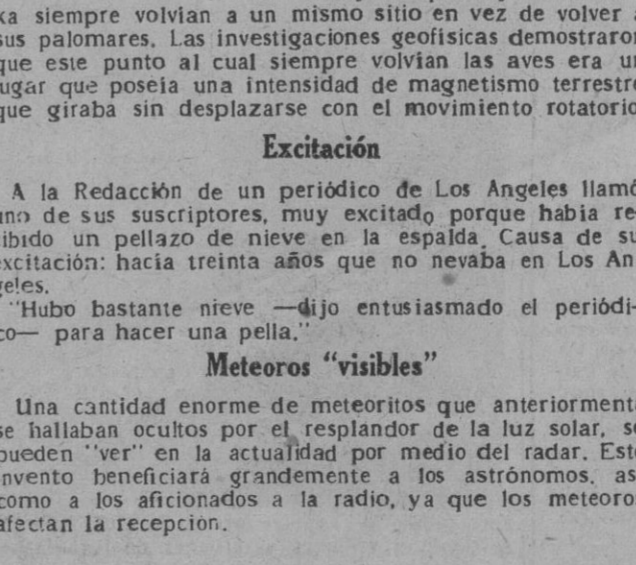 ka siempre volvian a un mismo sitio en vez de volver a
sus palomares. Las investigaciones geofisicas demostraron
que este punto al cual siempre volvían las aves era un
lugar que poseia una intensidad de magnetismo terrestre
que giraba sin desplazarse con el movimiento rotatorio
Excitación
A la Redacción de un periódico de Los Angeles llamó
uno de sus suscriptores, muy excitado porque habia re-
cibido un pellazo de nieve en la espalda. Causa de su
excitación: hacía treinta años que no nevaba en Los An
geles.
"Hubo bastante nieve —dijo entusiasmado el periódi-
co— para hacer una pella."
Meteoros "visibles"
Una cantidad enorme de meteoritos que anteriormente
se hallaban ocultos por el resplandor de la luz solar, se
pueden "ver" en la actualidad por medio del radar. Este
invento beneficiará grandemente a los astrónomos, as
como a los aficionados a la radio, ya que los meteoro
afectan la recepción.